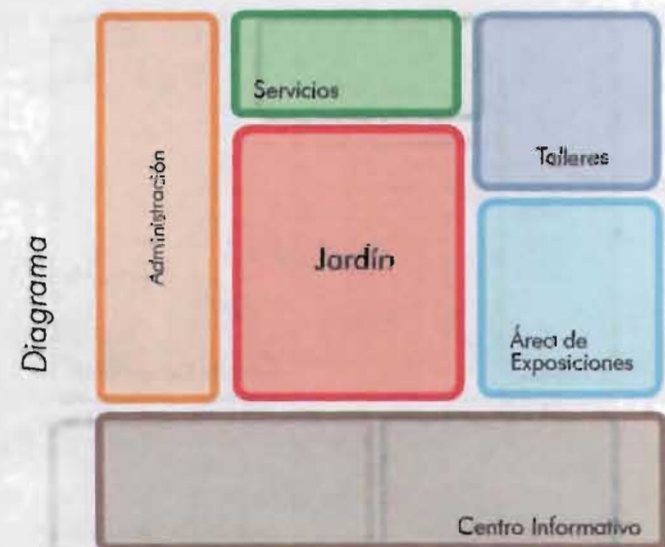 Diagrama
Administración
Servicios
Talleres
Jardín
Área de
Exposiciones
Centro Informativo